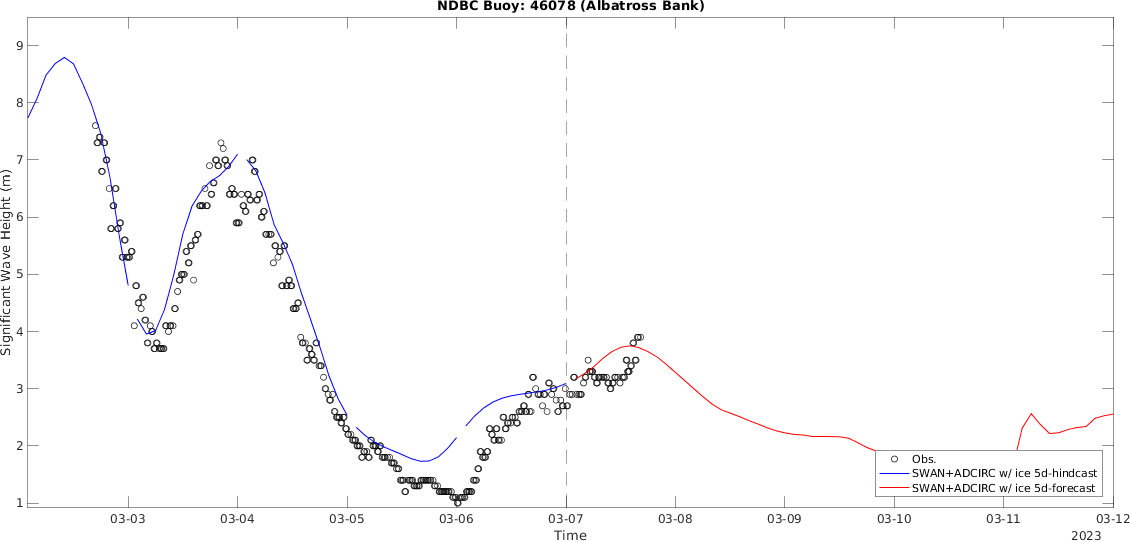 NDBC Buoy: 46078 (Albatross Bank)
Significant Wave Height (m)
9
8
7
6
5
4
3
2
1
Obs.
SWAN+ADCIRC w/ ice 5d-hindcast
SWAN+ADCIRC w/ ice 5d-forecast
03-03 03-04 03-05 03-06 03-07 03-08 03-09 03-10 03-11 03-12
Time
2023